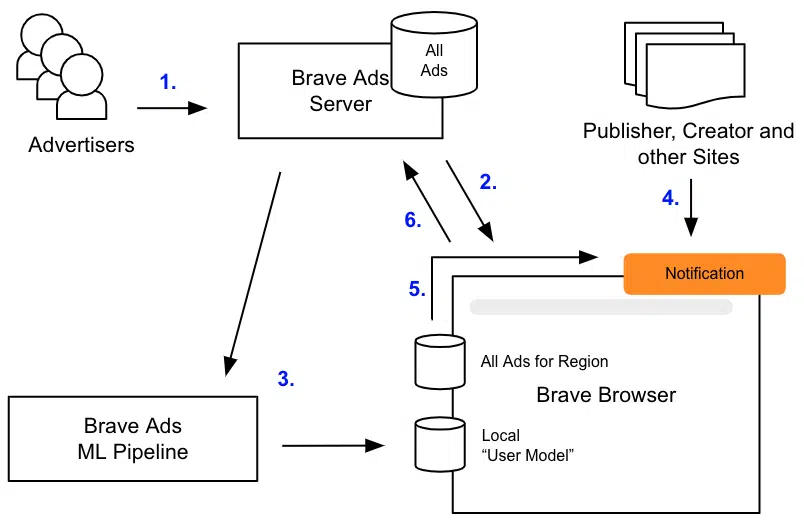 All
Ads
Brave Ads
Server
1.
Advertisers
Publisher, Creator and
other Sites
2.
4.
6.
Notification
5.
All Ads for Region
3.
Brave Browser
Brave Ads
ML Pipeline
Local
“User Model”